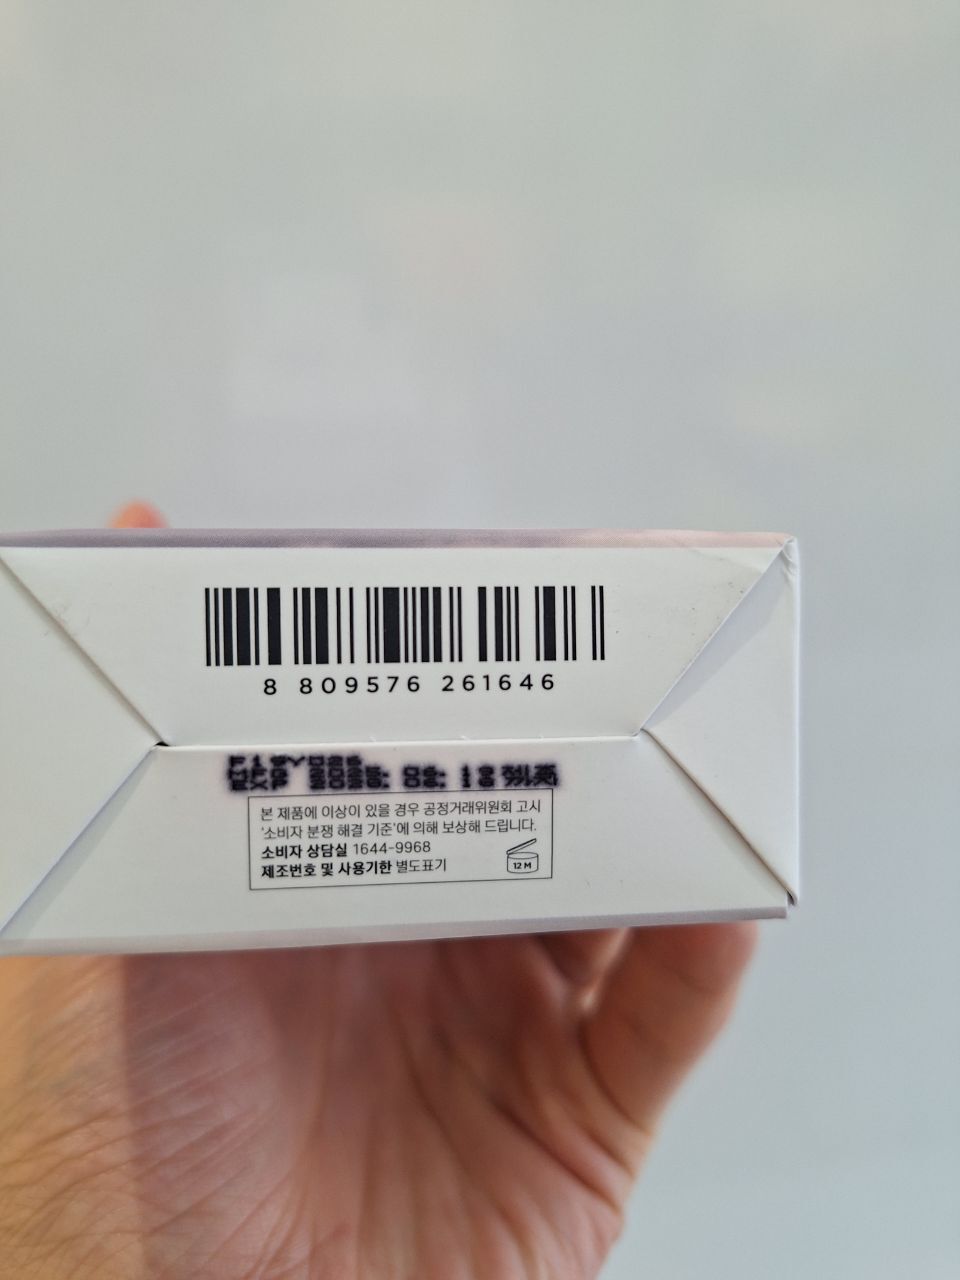 8 809576 261646
본 제품에 이상이 있을 경우 공정거래위원회 고시
'소비자 분쟁 해결 기준'에 의해 보상해 드립니다.
소비자 상담실 1644-9968
제조번호 및 사용기한 별도표기
12 M